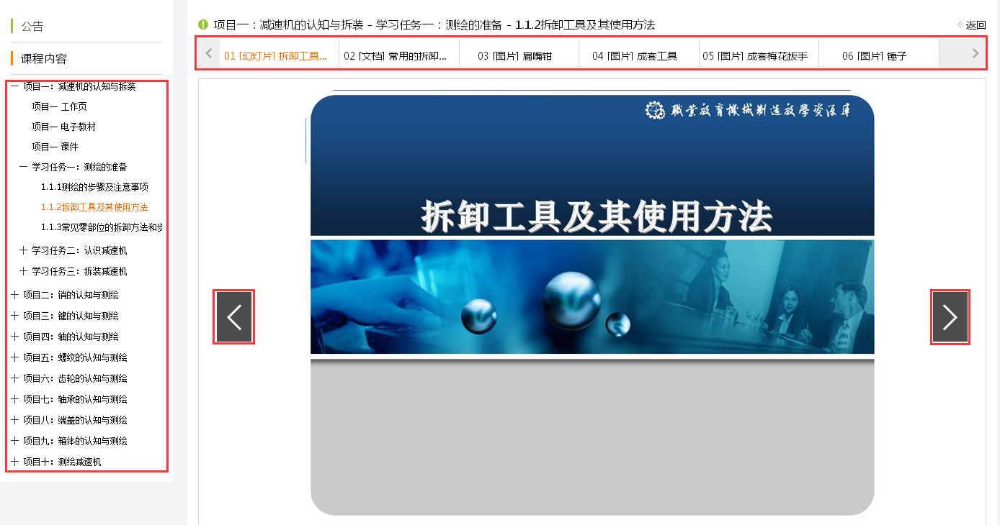 公告
课程内容
项目一：减速机的认知与拆装
项目一 工作页
项目一 电子教材
项目一 课件
学习任务一：测绘的准备
1.1.1测绘的步骤及注意事项
1.1.2拆卸工具及其使用方法
1.1.3常见零部位的拆卸方法和
学习任务二：认识减速机
学习任务三：拆装减速机
项目二：销的认知与测绘
项目三：键的认知与测绘
项目四：轴的认知与测绘
项目五：螺纹的认知与测绘
项目六：齿轮的认知与测绘
项目七：轴承的认知与测绘
项目八：端盖的认知与测绘
项目九：箱体的认知与测绘
项目十：测绘减速机
项目一：减速机的认知与拆装 - 学习任务一：测绘的准备 - 1.1.2拆卸工具及其使用方法
返回
01 [幻灯片] 拆卸工具... 02 [文档] 常用的拆卸... 03 [图片] 扁嘴钳 04 [图片] 成套工具 05 [图片] 成套梅花扳手 06 [图片] 锤子
職業教育機械制造教學資源庫
拆卸工具及其使用方法